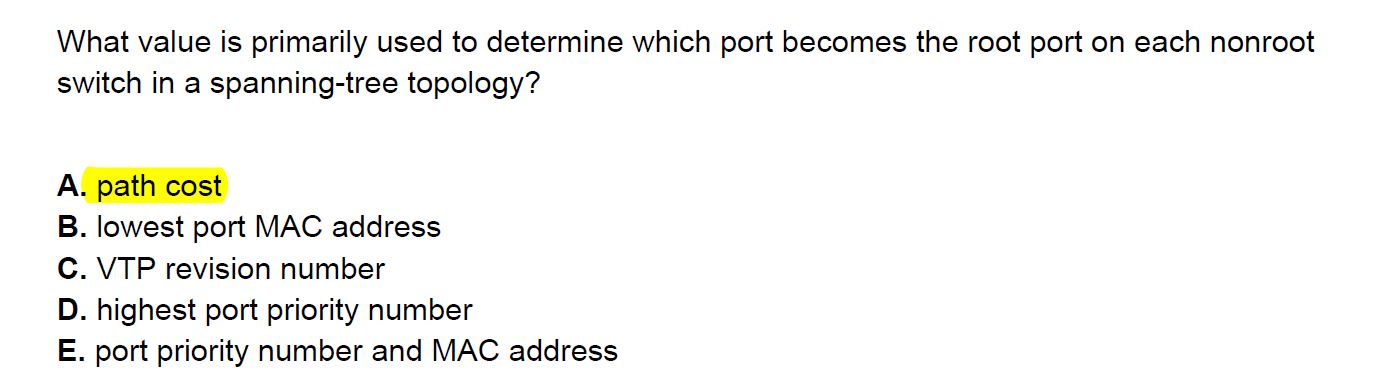 What value is primarily used to determine which port becomes the root port on each nonroot
switch in a spanning-tree topology?
A. path cost
B. lowest port MAC address
C. VTP revision number
D. highest port priority number
E. port priority number and MAC address